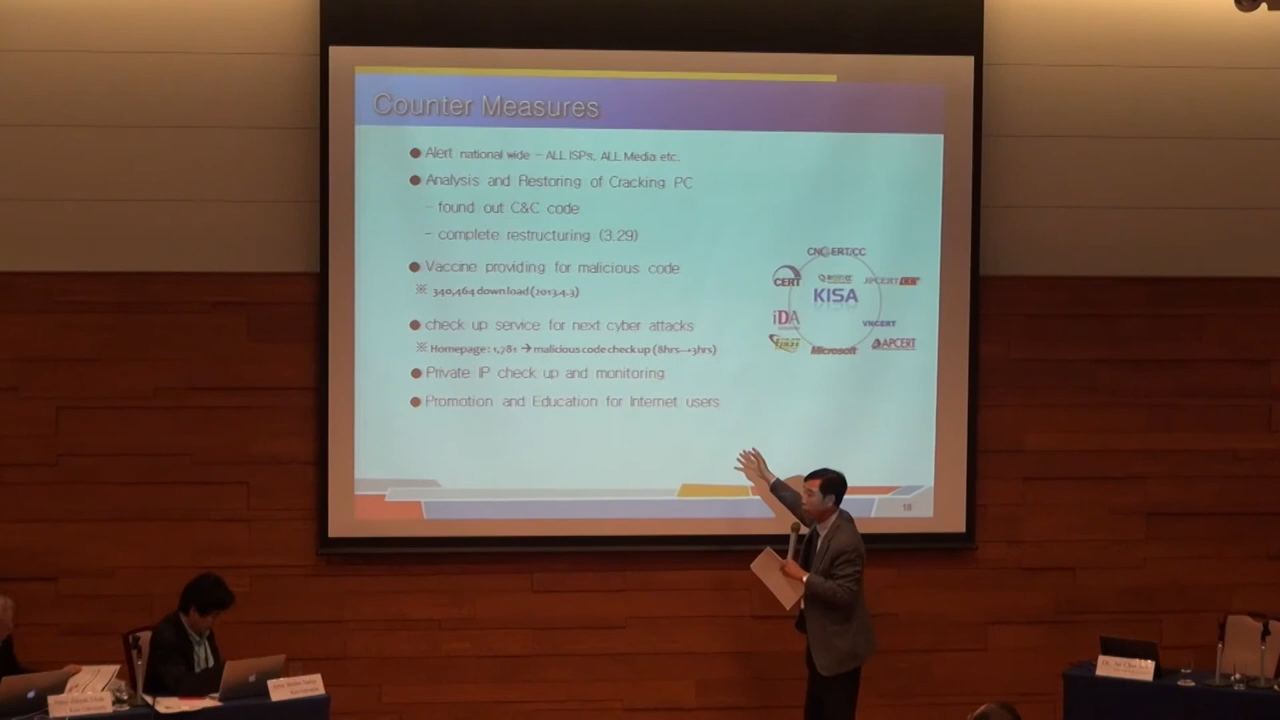 Counter Measures
● Alert national wide – ALL ISPs, ALL Media etc.
● Analysis and Restoring of Cracking PC
– found out C&C code
– complete restructuring (3.29)
● Vaccine providing for malicious code
※ 340,464 download (2013.4.3)
● check up service for next cyber attacks
※ Homepage : 1,781 → malicious code check up (8hrs→3hrs)
● Private IP check up and monitoring
● Promotion and Education for Internet users
CNCERT/CC
CERT
JPCERT CC
KISA
iDA
VNCERT
APCERT
Microsoft
18